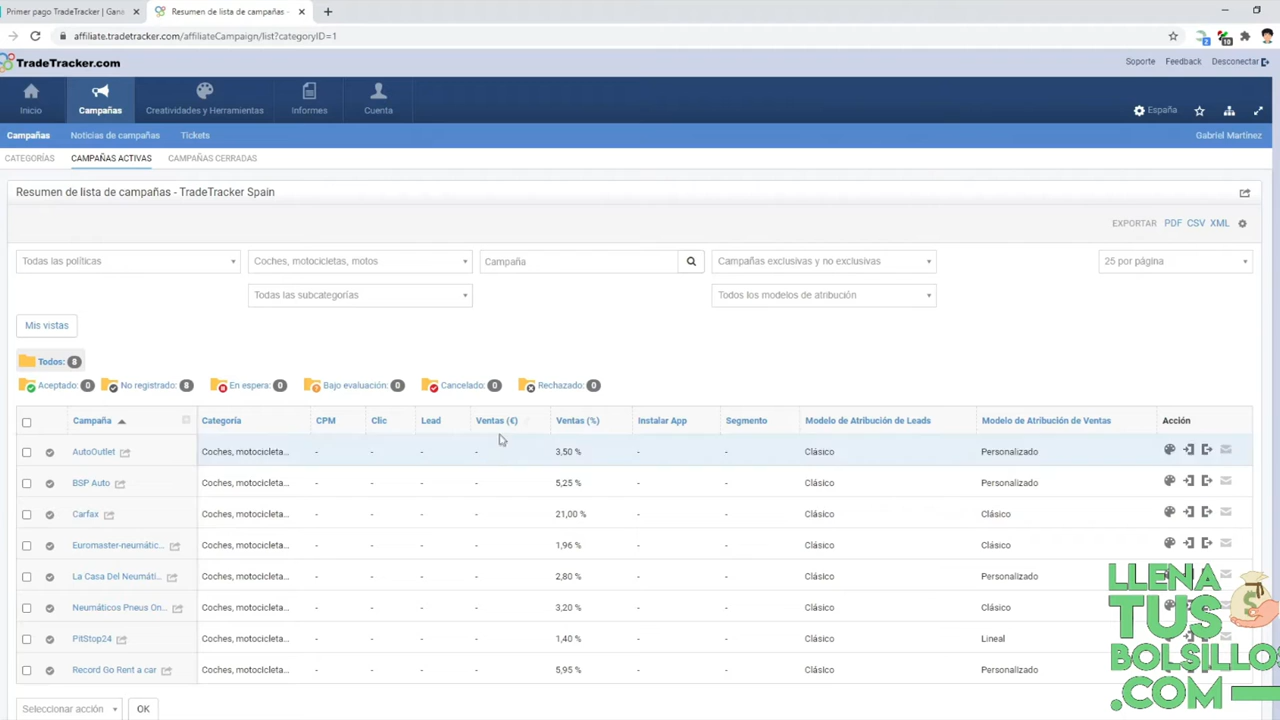 Primer pago TradeTracker | Gan
Resumen de lista de campañas -
affiliate.tradetracker.com/affiliateCampaign/list?categoryID=1
2
10
TradeTracker.com
Soporte Feedback Desconectar
Inicio
Campañas
Creatividades y Herramientas
Informes
Cuenta
España
Campañas Noticias de campañas Tickets
Gabriel Martínez
CATEGORÍAS CAMPAÑAS ACTIVAS CAMPAÑAS CERRADAS
Resumen de lista de campañas - TradeTracker Spain
EXPORTAR PDF CSV XML
Todas las políticas
Coches, motocicletas, motos
Campaña
Campañas exclusivas y no exclusivas
25 por página
Todas las subcategorías
Todos los modelos de atribución
Mis vistas
Todos: 8
Aceptado: 0 No registrado: 8 En espera: 0 Bajo evaluación: 0 Cancelado: 0 Rechazado: 0
Campaña Categoría CPM Clic Lead Ventas (€) Ventas (%) Instalar App Segmento Modelo de Atribución de Leads Modelo de Atribución de Ventas Acción
AutoOutlet Coches, motocicleta... - - - - 3,50 % - - Clásico Personalizado
BSP Auto Coches, motocicleta... - - - - 5,25 % - - Clásico Personalizado
Carfax Coches, motocicleta... - - - - 21,00 % - - Clásico Clásico
Euromaster-neumátic... Coches, motocicleta... - - - - 1,96 % - - Clásico Clásico
La Casa Del Neumáti... Coches, motocicleta... - - - - 2,80 % - - Clásico Personalizado
Neumáticos Pneus On... Coches, motocicleta... - - - - 3,20 % - - Clásico Clásico
PitStop24 Coches, motocicleta... - - - - 1,40 % - - Clásico Lineal
Record Go Rent a car Coches, motocicleta... - - - - 5,95 % - - Clásico Personalizado
Seleccionar acción OK
LLENA
TUS
BOLSILLOS
.COM